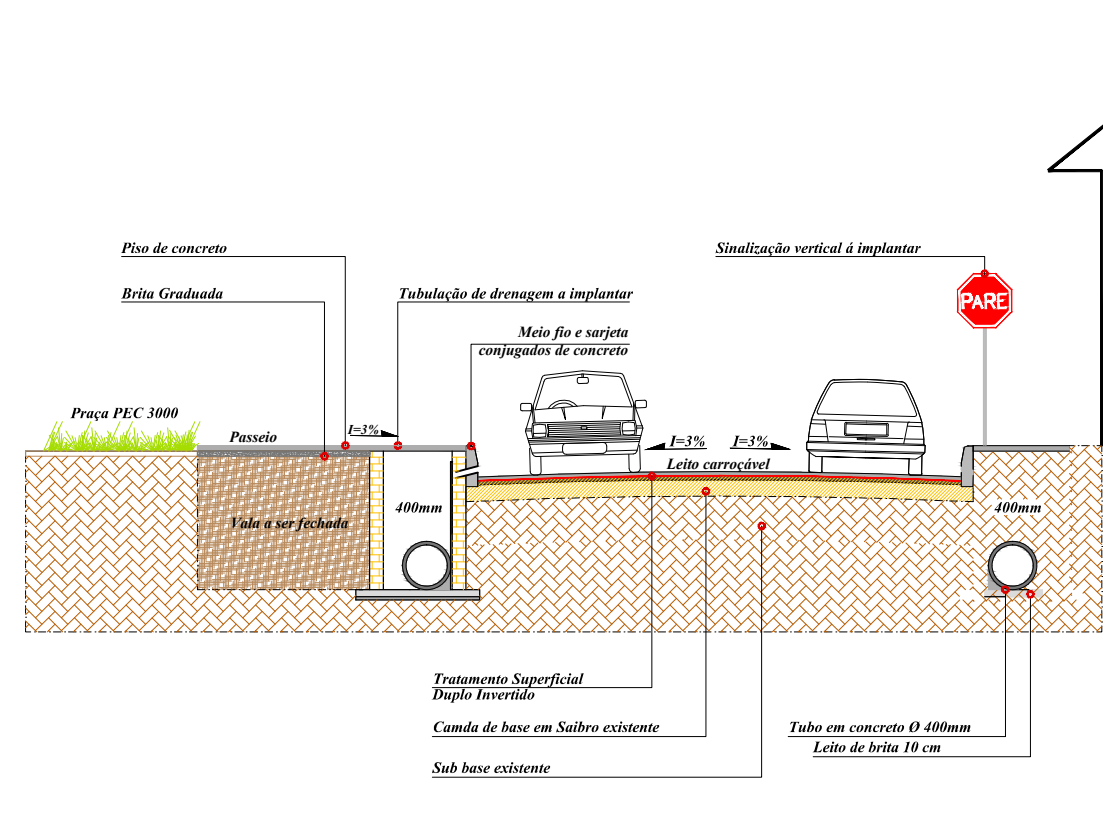 Piso de concreto
Sinalização vertical á implantar
Brita Graduada
Tubulação de drenagem a implantar
PARE
Meio fio e sarjeta
conjugados de concreto
Praça PEC 3000
I=3%
Passeio
I=3%
I=3%
Leito carroçável
400mm
400mm
Vala a ser fechada
Tratamento Superficial
Duplo Invertido
Camda de base em Saibro existente
Tubo em concreto Ø 400mm
Leito de brita 10 cm
Sub base existente